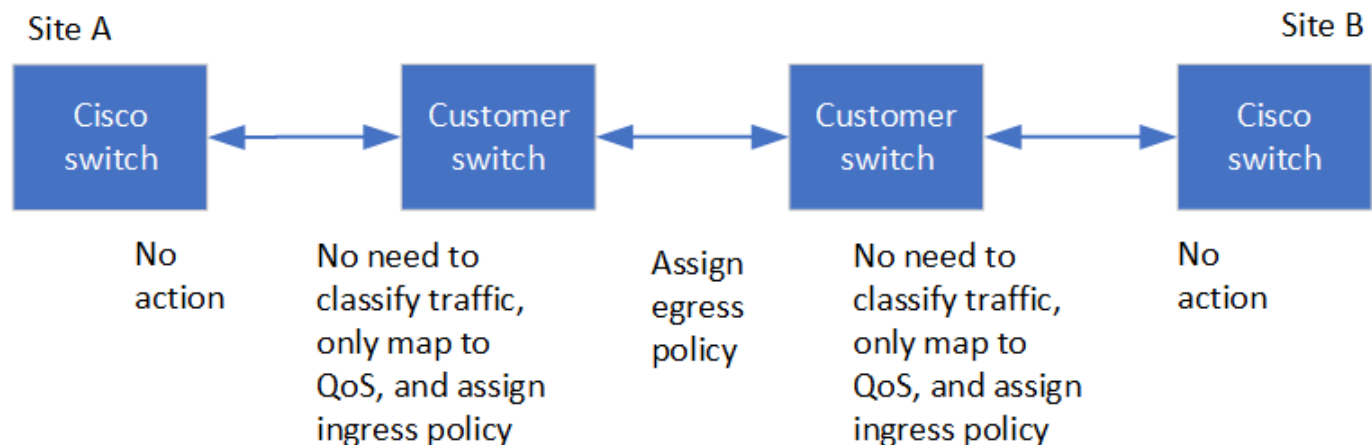 Site A
Site B
Cisco
switch
Customer
switch
Customer
switch
Cisco
switch
No
action
No need to
classify traffic,
only map to
QoS, and assign
ingress policy
Assign
egress
policy
No need to
classify traffic,
only map to
QoS, and assign
ingress policy
No
action